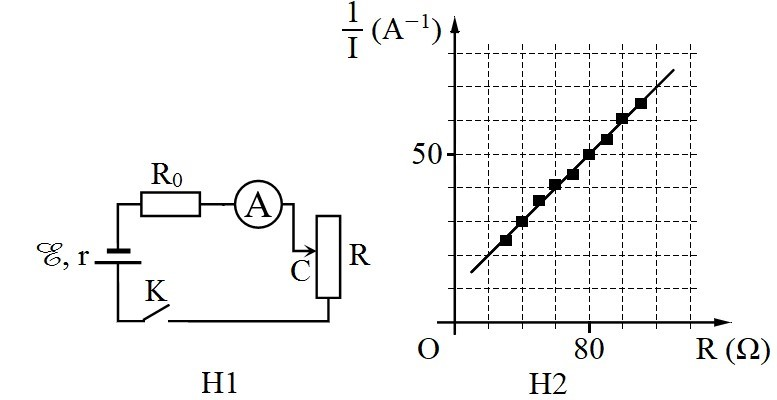 R₀
A
ℰ, r
C
R
K
H1
1/I (A⁻¹)
50
O
80
R (Ω)
H2